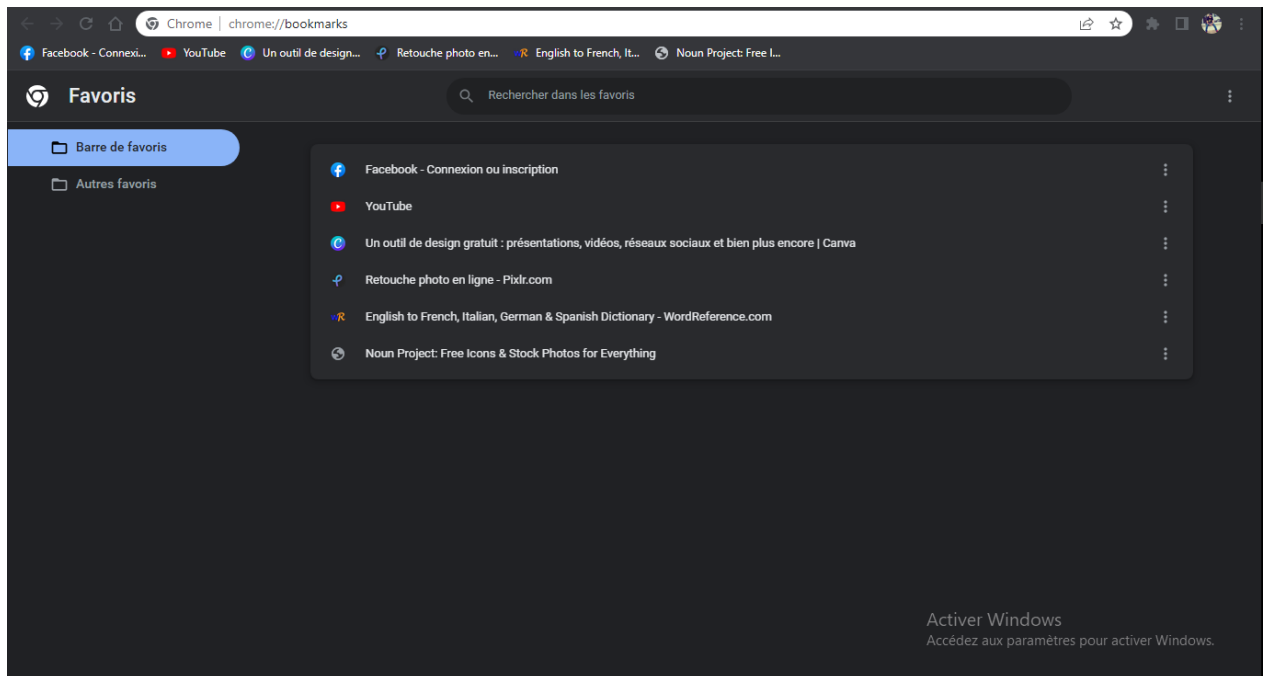 Chrome | chrome://bookmarks
Facebook - Connexi... YouTube Un outil de design... Retouche photo en... English to French, It... Noun Project: Free I...
Favoris
Rechercher dans les favoris
Barre de favoris
Autres favoris
Facebook - Connexion ou inscription
YouTube
Un outil de design gratuit : présentations, vidéos, réseaux sociaux et bien plus encore | Canva
Retouche photo en ligne - Pixlr.com
English to French, Italian, German & Spanish Dictionary - WordReference.com
Noun Project: Free Icons & Stock Photos for Everything
Activer Windows
Accédez aux paramètres pour activer Windows.